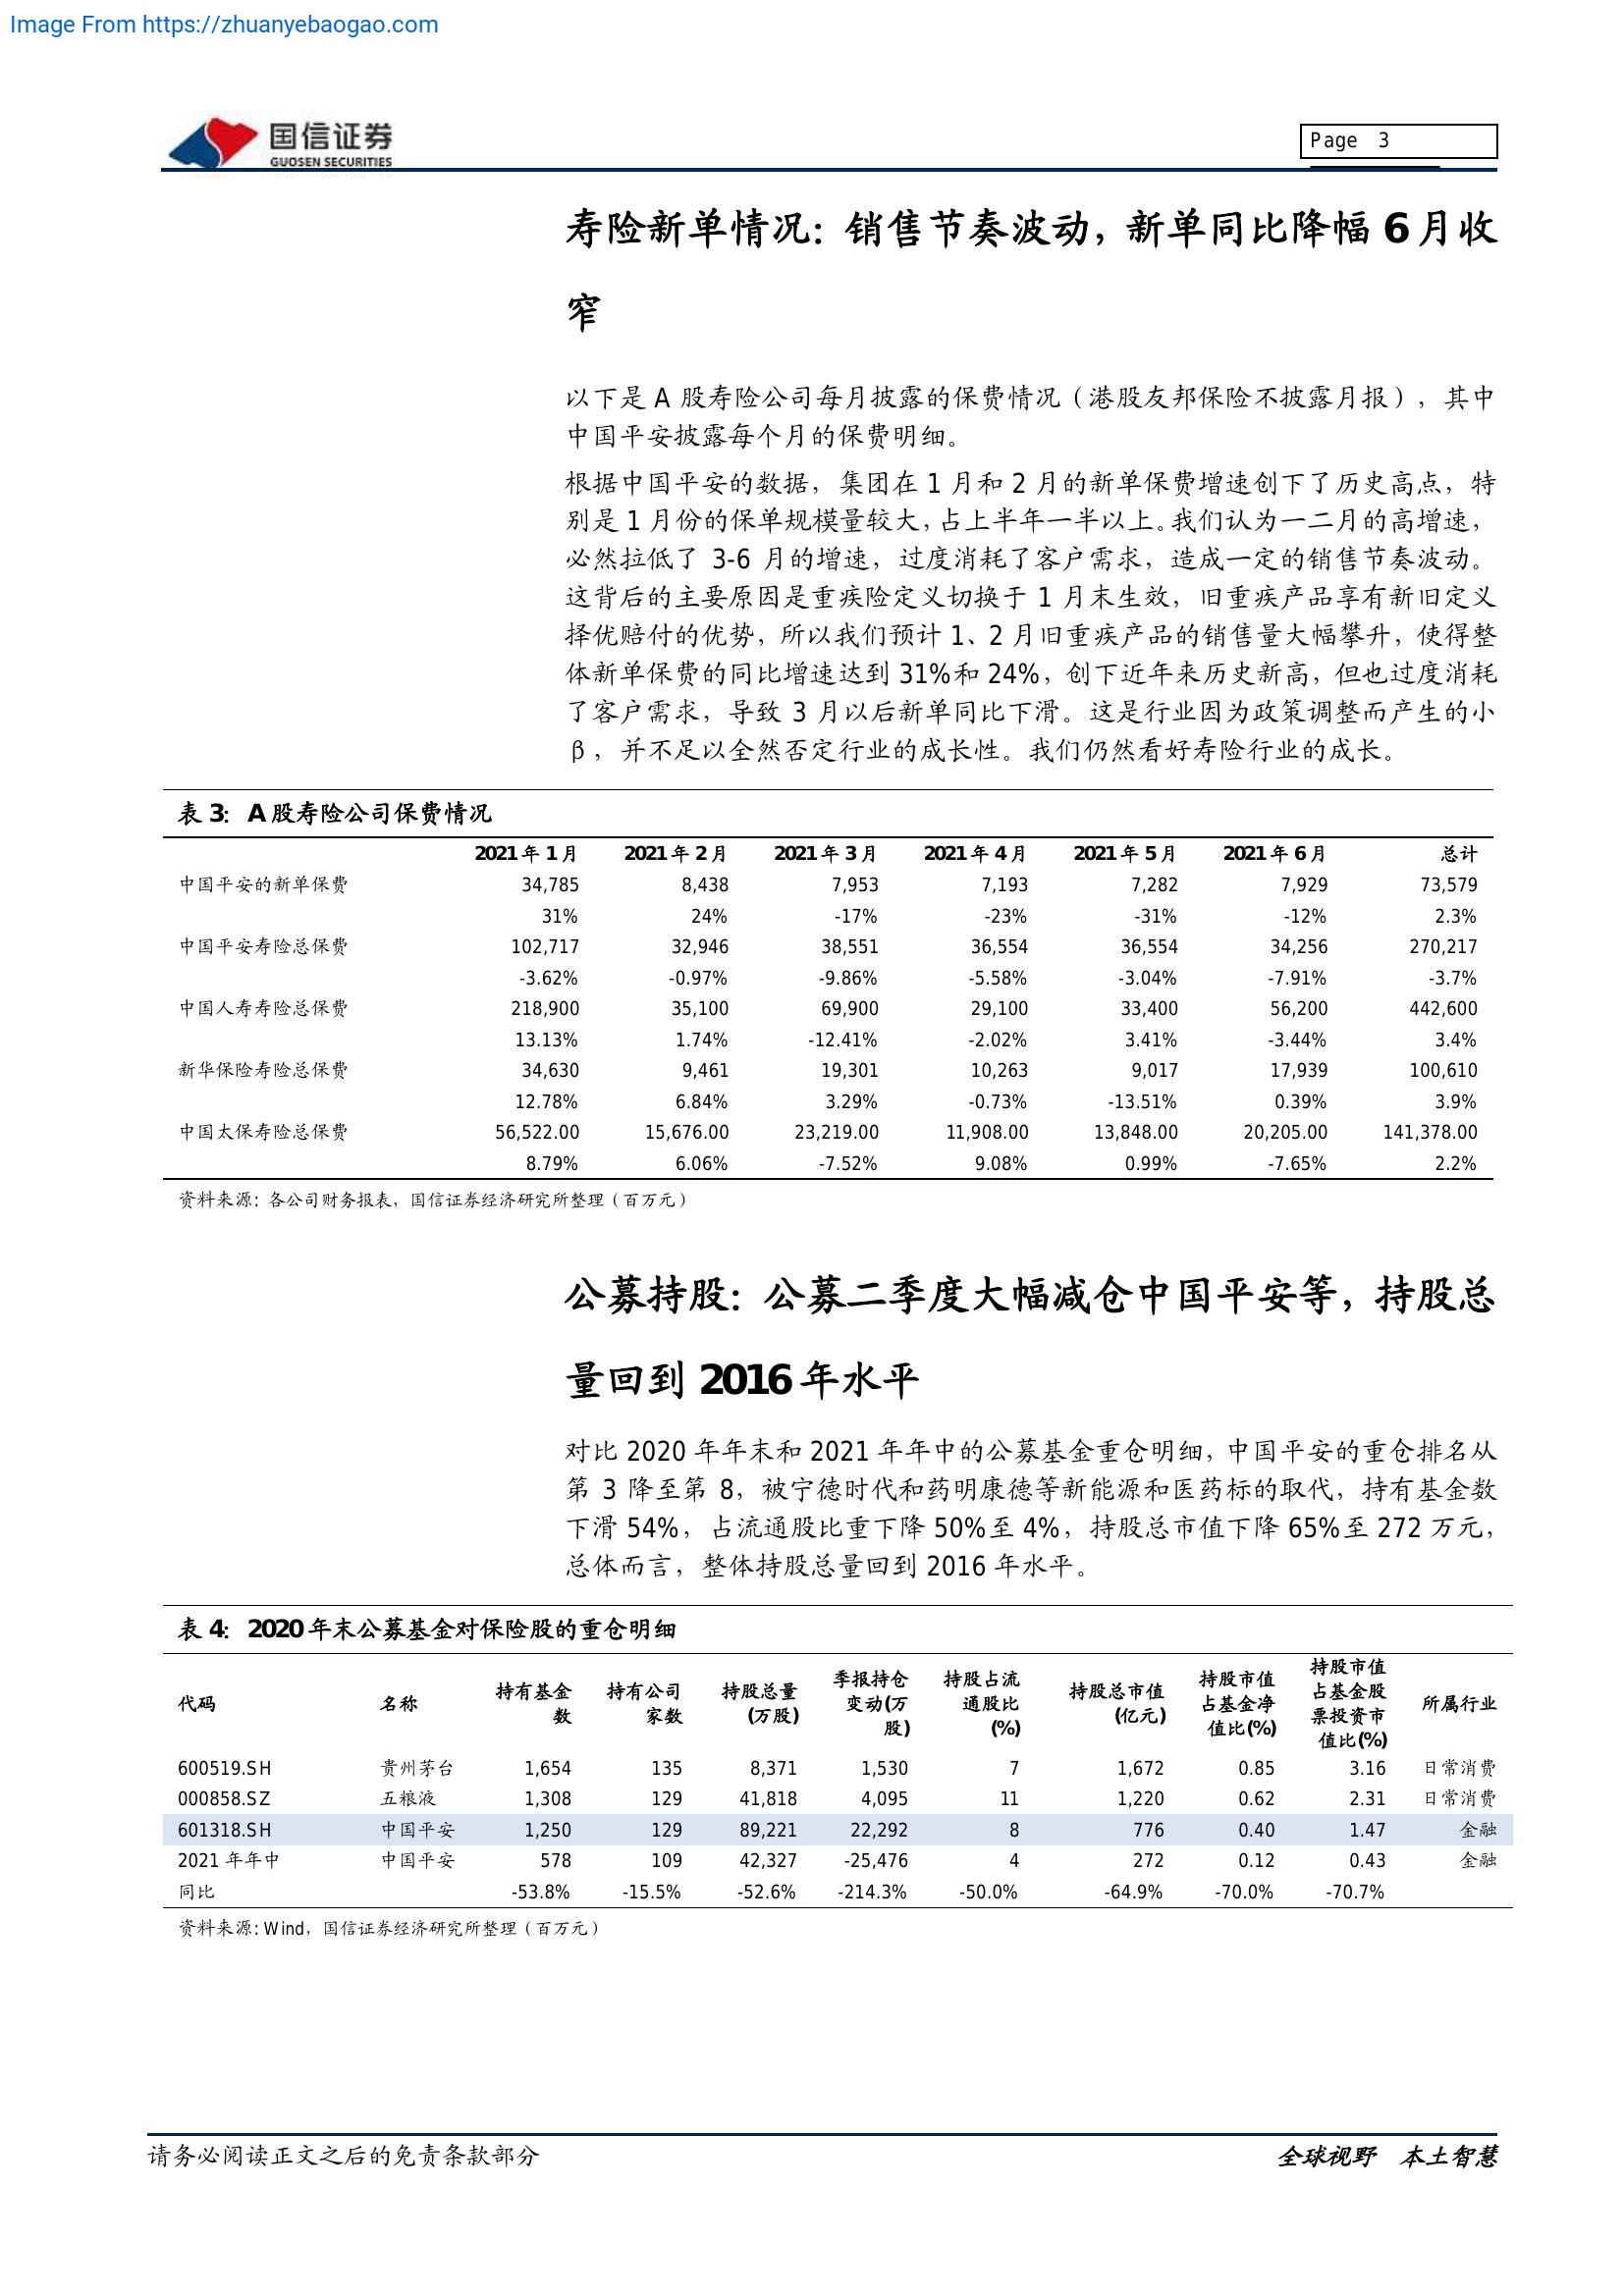 Image From https://zhuanyebaogao.com
国信证券
GUOSEN SECURITIES
Page 3
寿险新单情况：销售节奏波动，新单同比降幅 6 月收
窄
以下是 A 股寿险公司每月披露的保费情况（港股友邦保险不披露月报），其中
中国平安披露每个月的保费明细。
根据中国平安的数据，集团在 1 月和 2 月的新单保费增速创下了历史高点，特
别是 1 月份的保单规模量较大，占上半年一半以上。我们认为一二月的高增速，
必然拉低了 3-6 月的增速，过度消耗了客户需求，造成一定的销售节奏波动。
这背后的主要原因是重疾险定义切换于 1 月末生效，旧重疾产品享有新旧定义
择优赔付的优势，所以我们预计 1、2 月旧重疾产品的销售量大幅攀升，使得整
体新单保费的同比增速达到 31%和 24%，创下近年来历史新高，但也过度消耗
了客户需求，导致 3 月以后新单同比下滑。这是行业因为政策调整而产生的小
β，并不足以全然否定行业的成长性。我们仍然看好寿险行业的成长。
表 3： A 股寿险公司保费情况
2021 年 1 月 2021 年 2 月 2021 年 3 月 2021 年 4 月 2021 年 5 月 2021 年 6 月 总计
中国平安的新单保费 34,785 8,438 7,953 7,193 7,282 7,929 73,579
31% 24% -17% -23% -31% -12% 2.3%
中国平安寿险总保费 102,717 32,946 38,551 36,554 36,554 34,256 270,217
-3.62% -0.97% -9.86% -5.58% -3.04% -7.91% -3.7%
中国人寿寿险总保费 218,900 35,100 69,900 29,100 33,400 56,200 442,600
13.13% 1.74% -12.41% -2.02% 3.41% -3.44% 3.4%
新华保险寿险总保费 34,630 9,461 19,301 10,263 9,017 17,939 100,610
12.78% 6.84% 3.29% -0.73% -13.51% 0.39% 3.9%
中国太保寿险总保费 56,522.00 15,676.00 23,219.00 11,908.00 13,848.00 20,205.00 141,378.00
8.79% 6.06% -7.52% 9.08% 0.99% -7.65% 2.2%
资料来源：各公司财务报表，国信证券经济研究所整理（百万元）
公募持股：公募二季度大幅减仓中国平安等，持股总
量回到 2016 年水平
对比 2020 年年末和 2021 年年中的公募基金重仓明细，中国平安的重仓排名从
第 3 降至第 8，被宁德时代和药明康德等新能源和医药标的取代，持有基金数
下滑 54%，占流通股比重下降 50%至 4%，持股总市值下降 65%至 272 万元，
总体而言，整体持股总量回到 2016 年水平。
表 4： 2020 年末公募基金对保险股的重仓明细
代码 名称 持有基金数 持有公司家数 持股总量(万股) 季报持仓变动(万股) 持股占流通股比(%) 持股总市值(亿元) 持股市值占基金净值比(%) 持股市值占基金股票投资市值比(%) 所属行业
600519.SH 贵州茅台 1,654 135 8,371 1,530 7 1,672 0.85 3.16 日常消费
000858.SZ 五粮液 1,308 129 41,818 4,095 11 1,220 0.62 2.31 日常消费
601318.SH 中国平安 1,250 129 89,221 22,292 8 776 0.40 1.47 金融
2021 年年中 中国平安 578 109 42,327 -25,476 4 272 0.12 0.43 金融
同比 -53.8% -15.5% -52.6% -214.3% -50.0% -64.9% -70.0% -70.7%
资料来源：Wind，国信证券经济研究所整理（百万元）
请务必阅读正文之后的免责条款部分
全球视野 本土智慧